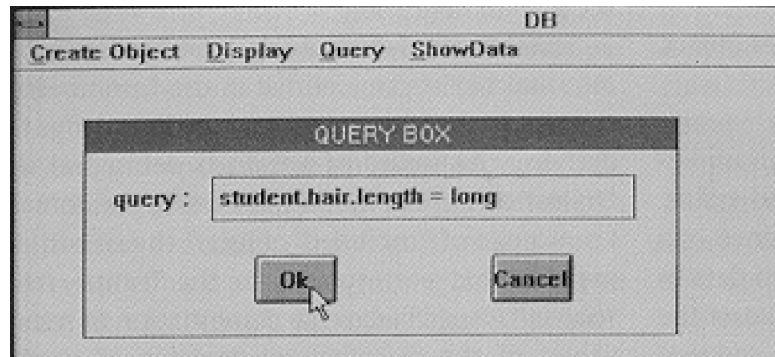 DB
Create Object Display Query ShowData
QUERY BOX
query : student.hair.length = long
Ok Cancel